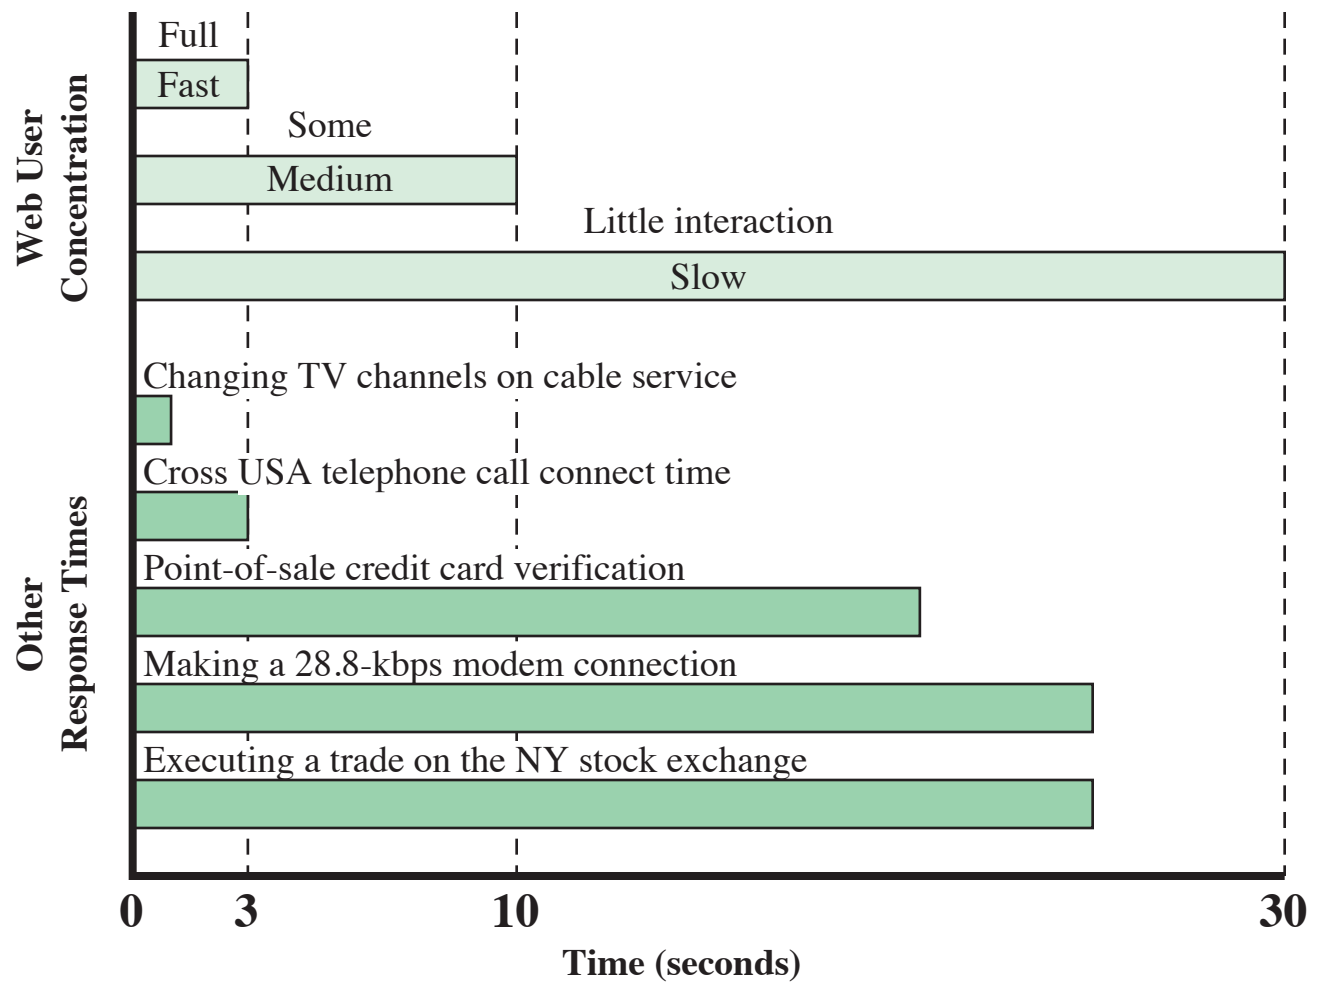 Full
Fast
Some
Medium
Little interaction
Slow
Web User
Concentration
Changing TV channels on cable service
Cross USA telephone call connect time
Point-of-sale credit card verification
Making a 28.8-kbps modem connection
Executing a trade on the NY stock exchange
Other
Response Times
0 3 10 30
Time (seconds)